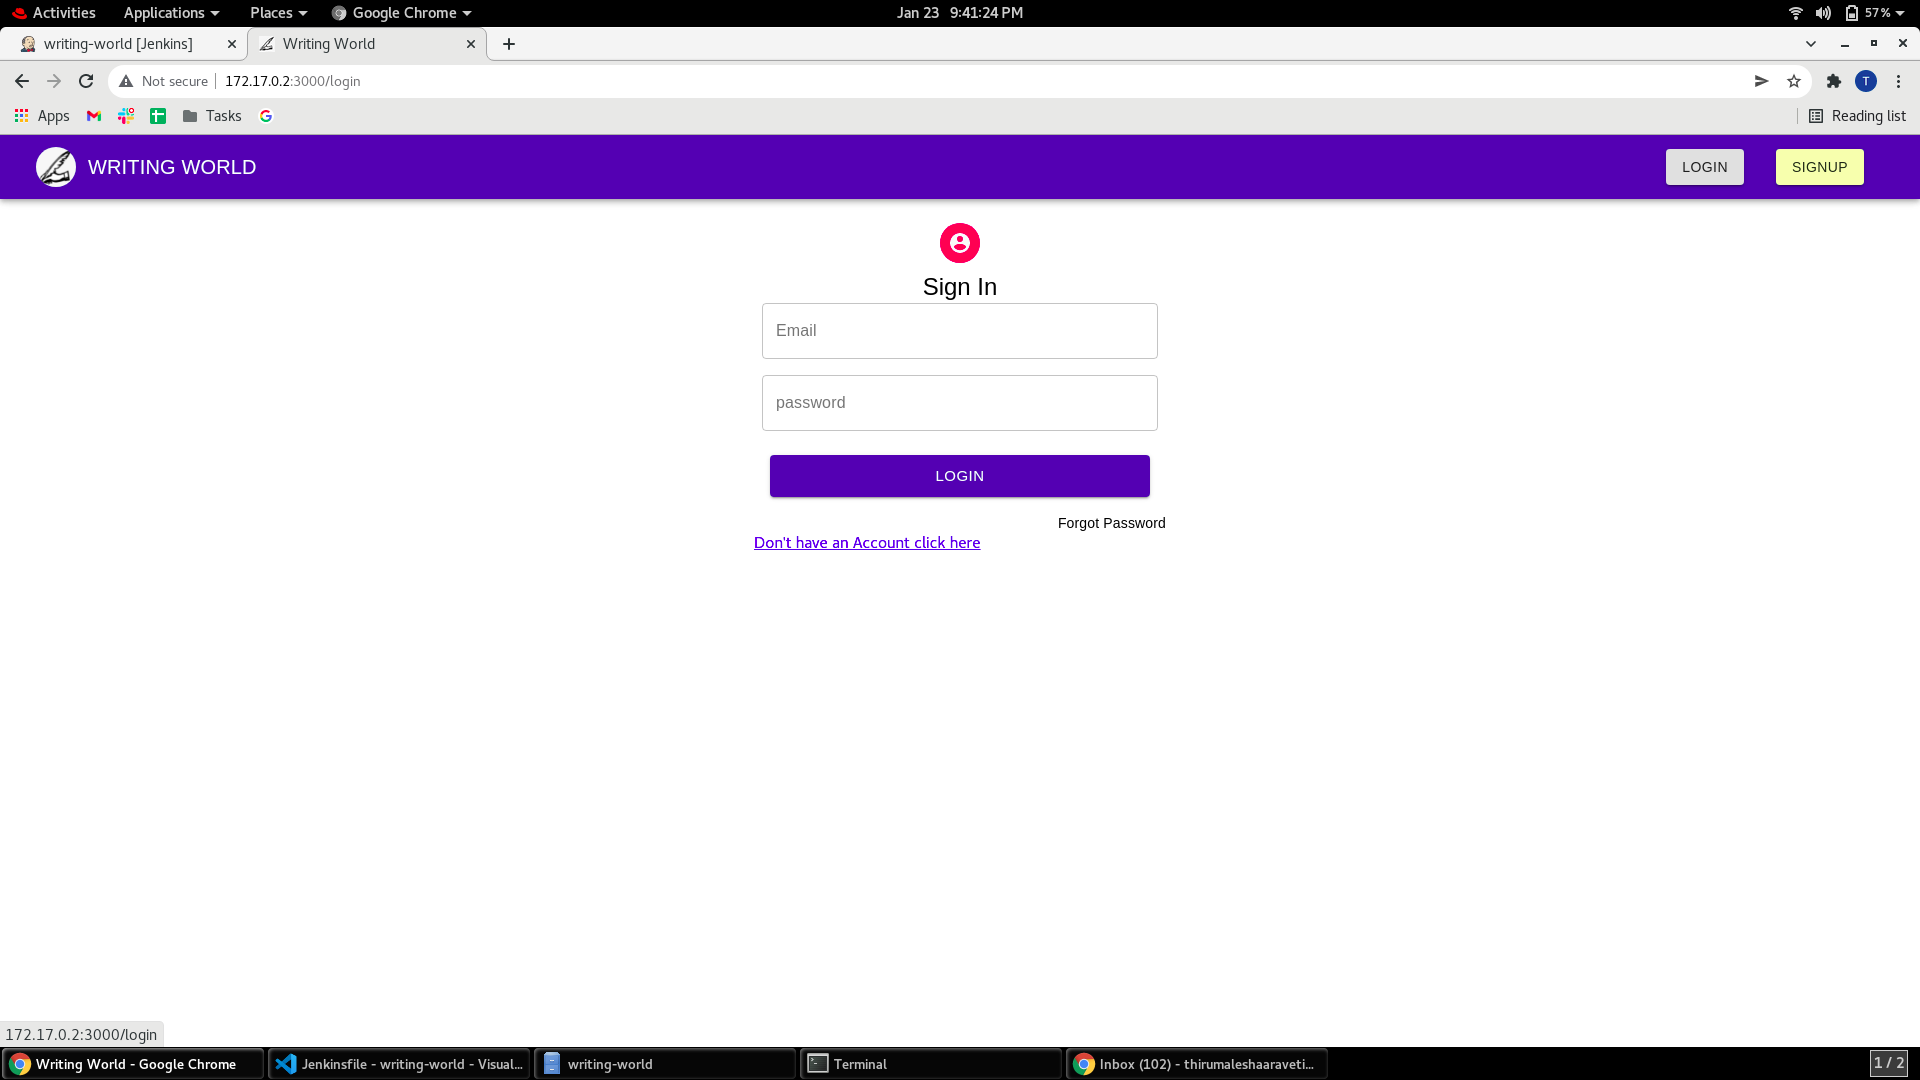 Activities Applications Places Google Chrome Jan 23 9:41:24 PM 57%
writing-world [Jenkins] Writing World
Not secure 172.17.0.2:3000/login T
Apps Tasks Reading list
WRITING WORLD LOGIN SIGNUP
Sign In
Email
password
LOGIN
Forgot Password
Don't have an Account click here
172.17.0.2:3000/login
Writing World - Google Chrome Jenkinsfile - writing-world - Visual... writing-world Terminal Inbox (102) - thirumaleshaaraveti... 1 / 2